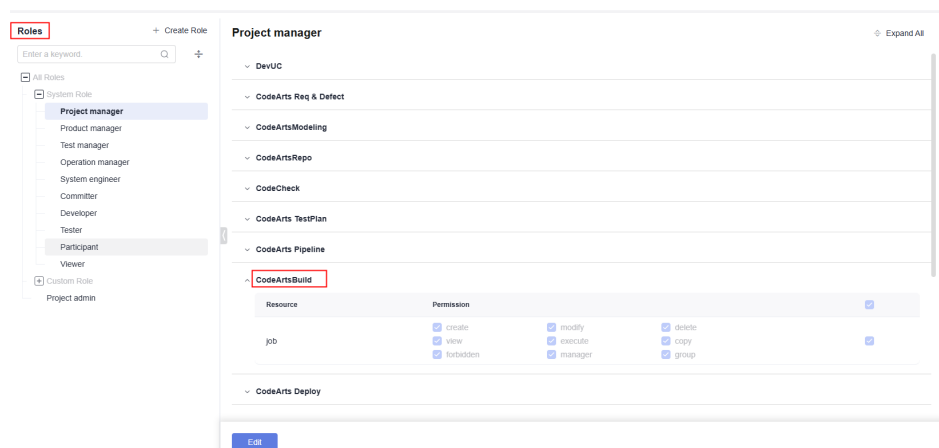 Roles
+ Create Role
Enter a keyword.
All Roles
System Role
Project manager
Product manager
Test manager
Operation manager
System engineer
Committer
Developer
Tester
Participant
Viewer
Custom Role
Project admin
Project manager
Expand All
DevUC
CodeArts Req & Defect
CodeArtsModeling
CodeArtsRepo
CodeCheck
CodeArts TestPlan
CodeArts Pipeline
CodeArtsBuild
Resource Permission
job
create modify delete
view execute copy
forbidden manager group
CodeArts Deploy
Edit